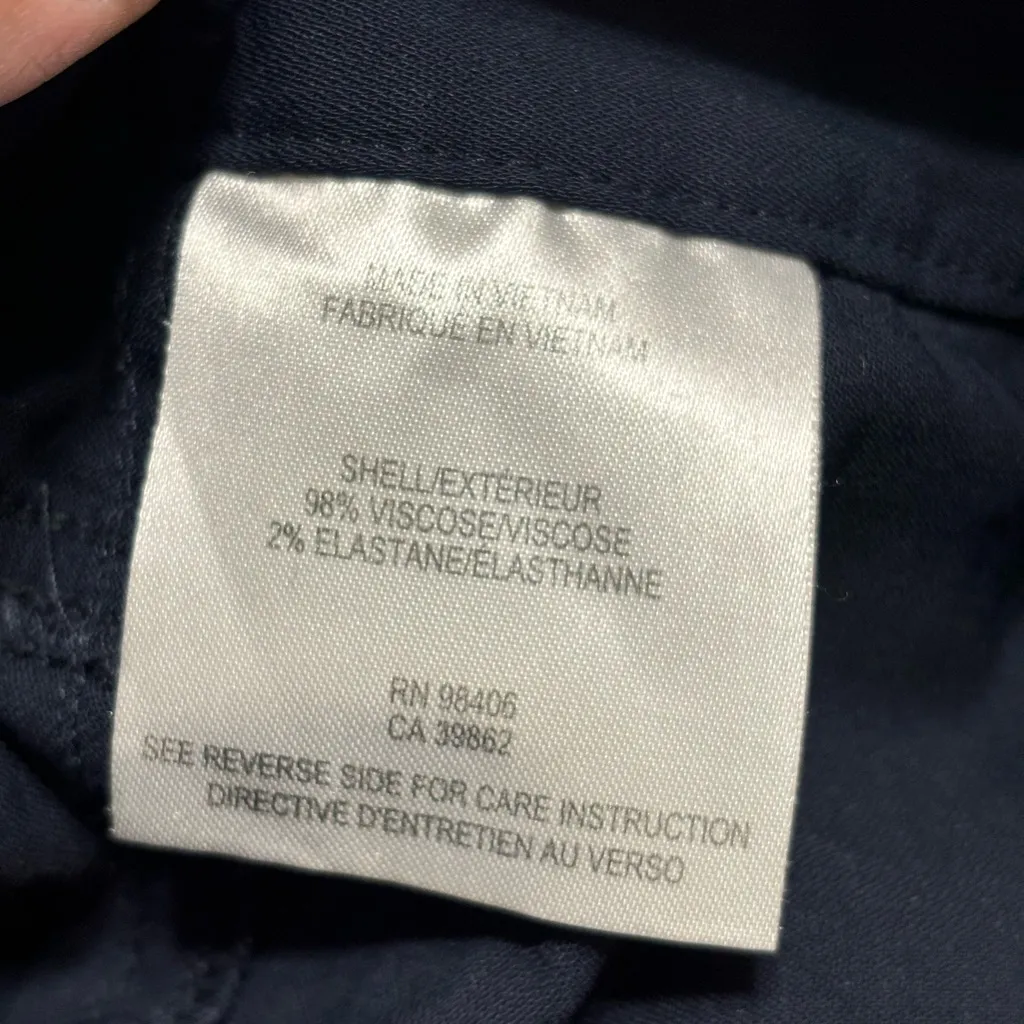 MADE IN VIETNAM
FABRIQUÉ EN VIETNAM
SHELL/EXTÉRIEUR
98% VISCOSE/VISCOSE
2% ELASTANE/ÉLASTHANNE
RN 98406
CA 39862
SEE REVERSE SIDE FOR CARE INSTRUCTION
DIRECTIVE D'ENTRETIEN AU VERSO